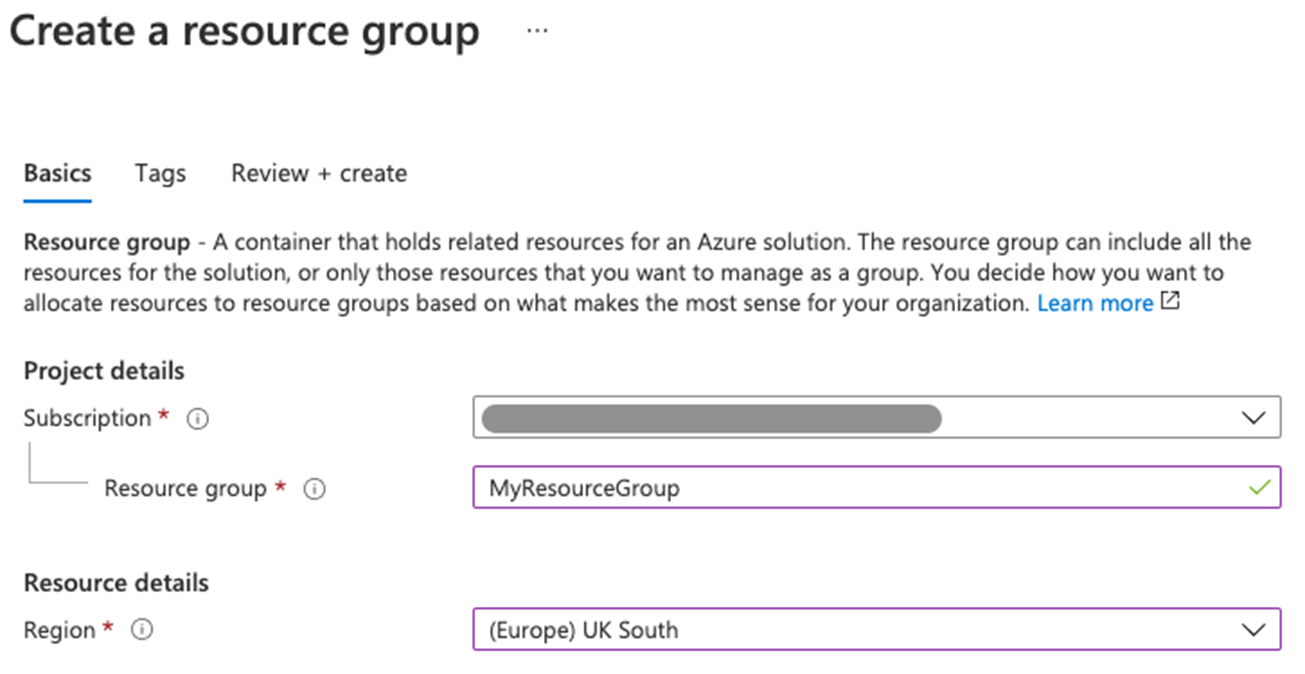 Create a resource group ...
Basics Tags Review + create
Resource group - A container that holds related resources for an Azure solution. The resource group can include all the
resources for the solution, or only those resources that you want to manage as a group. You decide how you want to
allocate resources to resource groups based on what makes the most sense for your organization. Learn more
Project details
Subscription *
Resource group * MyResourceGroup
Resource details
Region * (Europe) UK South